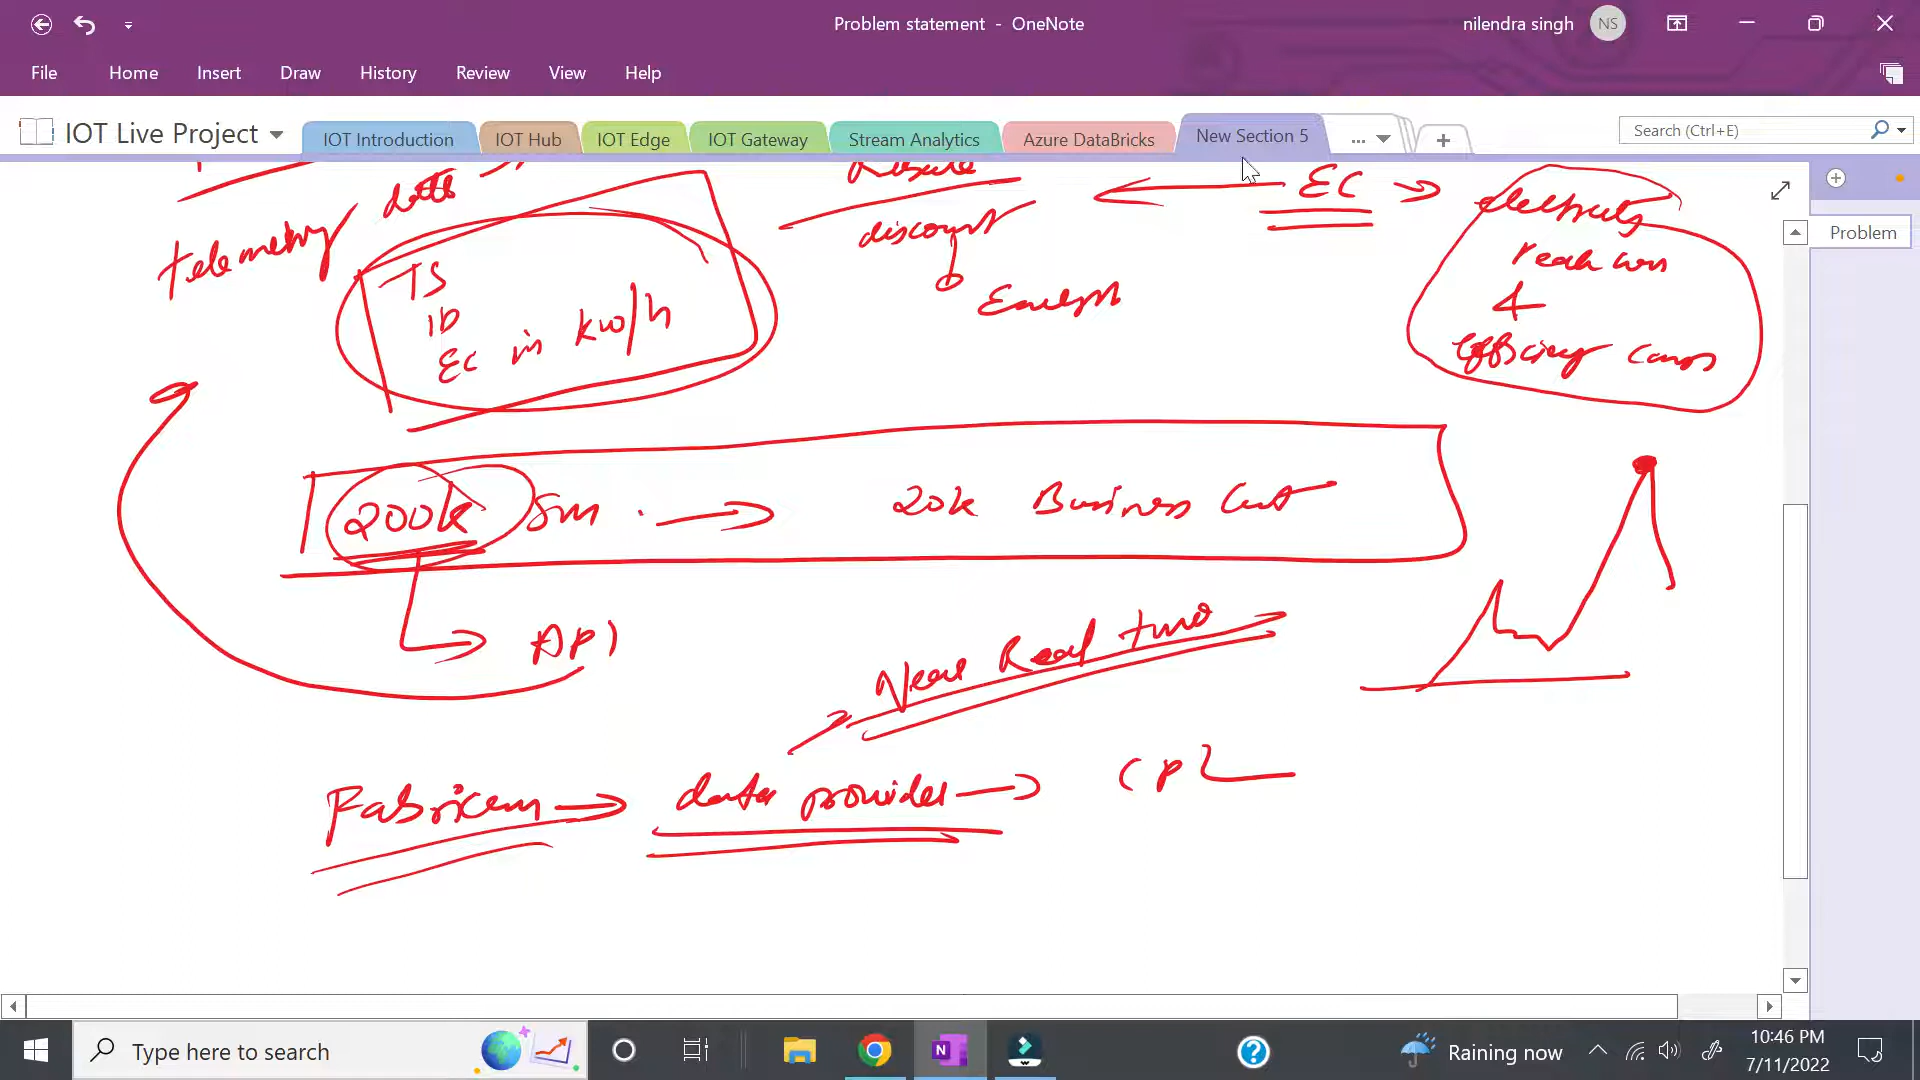 Problem statement - OneNote
nilendra singh NS
File Home Insert Draw History Review View Help
IOT Live Project
IOT Introduction IOT Hub IOT Edge IOT Gateway Stream Analytics Azure DataBricks New Section 5 ... +
Search (Ctrl+E)
Problem
telemetry data
TS
ID
EC in kw/h
discount
EC
electricity
&
200k Sm. 20k Business Cust
API
Near Real time
data provider
Type here to search
N
Raining now
10:46 PM
7/11/2022